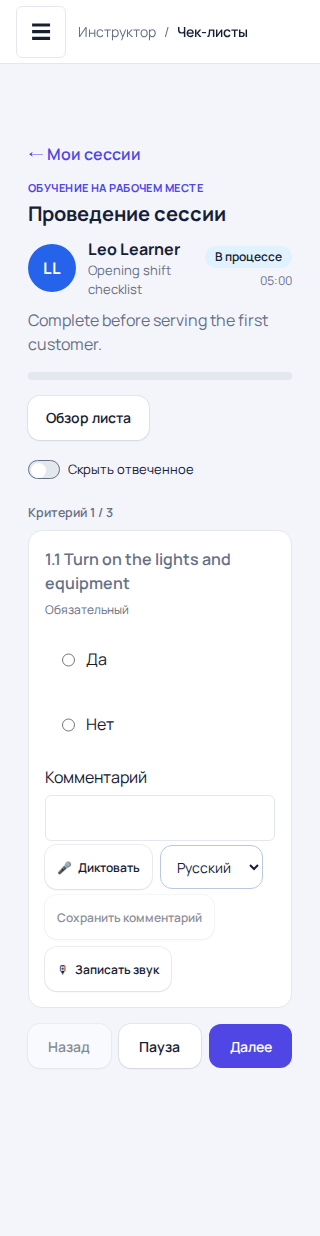 Инструктор / Чек-листы
← Мои сессии
ОБУЧЕНИЕ НА РАБОЧЕМ МЕСТЕ
Проведение сессии
LL
Leo Learner
Opening shift
checklist
В процессе
05:00
Complete before serving the first
customer.
Обзор листа
Скрыть отвеченное
Критерий 1 / 3
1.1 Turn on the lights and
equipment
Обязательный
Да
Нет
Комментарий
Диктовать
Русский
Сохранить комментарий
Записать звук
Назад Пауза Далее